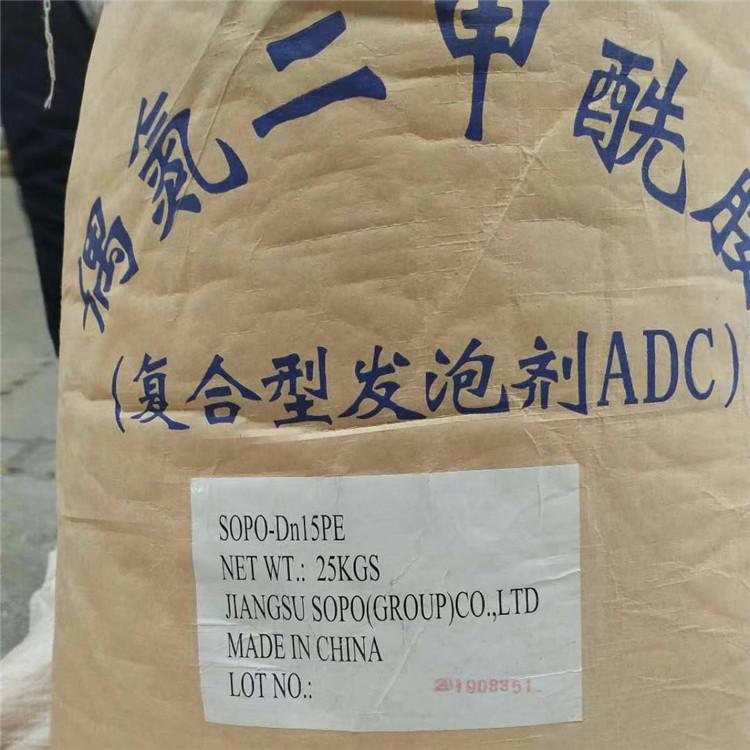 偶氮二甲酰胺
(复合型发泡剂ADC)
SOPO-Dn15PE
NET WT.: 25KGS
JIANGSU SOPO(GROUP)CO.,LTD
MADE IN CHINA
LOT NO.: